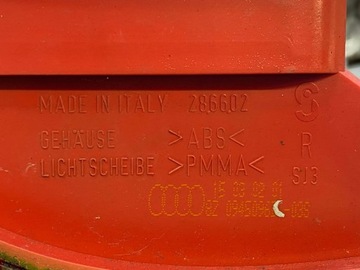 MADE IN ITALY 286602 S
GEHÄUSE >ABS< R
LICHTSCHEIBE >PMMA< S13